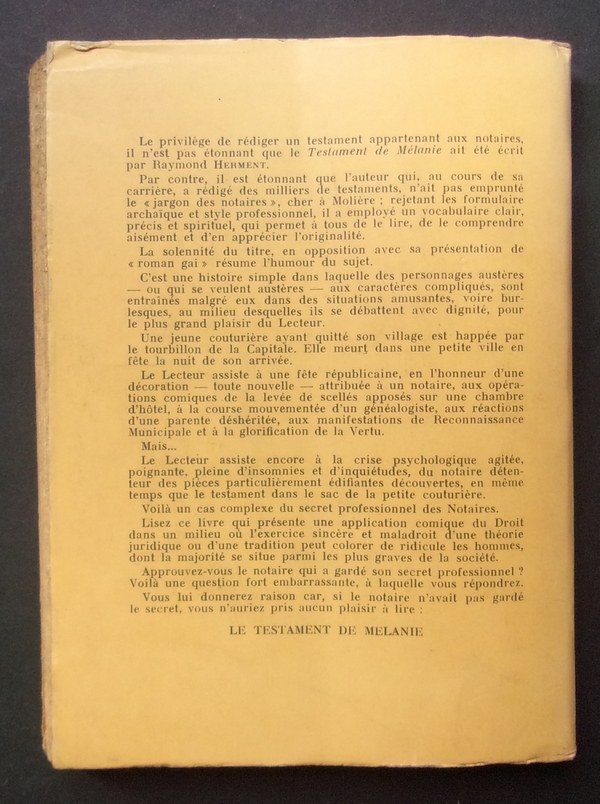 Le privilège de rédiger un testament appartenant aux notaires,
il n'est pas étonnant que le Testament de Mélanie ait été écrit
par Raymond HERMENT.
Par contre, il est étonnant que l'auteur qui, au cours de sa
carrière, a rédigé des milliers de testaments, n'ait pas emprunté
le « jargon des notaires », cher à Molière ; rejetant les formulaire
archaïque et style professionnel, il a employé un vocabulaire clair,
précis et spirituel, qui permet à tous de le lire, de le comprendre
aisément et d'en apprécier l'originalité.
La solennité du titre, en opposition avec sa présentation de
« roman gai » résume l'humour du sujet.
C'est une histoire simple dans laquelle des personnages austères
— ou qui se veulent austères — aux caractères compliqués, sont
entraînés malgré eux dans des situations amusantes, voire bur-
lesques, au milieu desquelles ils se débattent avec dignité, pour
le plus grand plaisir du Lecteur.
Une jeune couturière ayant quitté son village est happée par
le tourbillon de la Capitale. Elle meurt dans une petite ville en
fête la nuit de son arrivée.
Le Lecteur assiste à une fête républicaine, en l'honneur d'une
décoration — toute nouvelle — attribuée à un notaire, aux opéra-
tions comiques de la levée de scellés apposés sur une chambre
d'hôtel, à la course mouvementée d'un généalogiste, aux réactions
d'une parente déshéritée, aux manifestations de Reconnaissance
Municipale et à la glorification de la Vertu.
Mais...
Le Lecteur assiste encore à la crise psychologique agitée,
poignante, pleine d'insomnies et d'inquiétudes, du notaire déten-
teur des pièces particulièrement édifiantes découvertes, en même
temps que le testament dans le sac de la petite couturière.
Voilà un cas complexe du secret professionnel des Notaires.
Lisez ce livre qui présente une application comique du Droit
dans un milieu où l'exercice sincère et maladroit d'une théorie
juridique ou d'une tradition peut colorer de ridicule les hommes,
dont la majorité se situe parmi les plus graves de la société.
Approuvez-vous le notaire qui a gardé son secret professionnel ?
Voilà une question fort embarrassante, à laquelle vous répondrez.
Vous lui donnerez raison car, si le notaire n'avait pas gardé
le secret, vous n'auriez pris aucun plaisir à lire :
LE TESTAMENT DE MELANIE